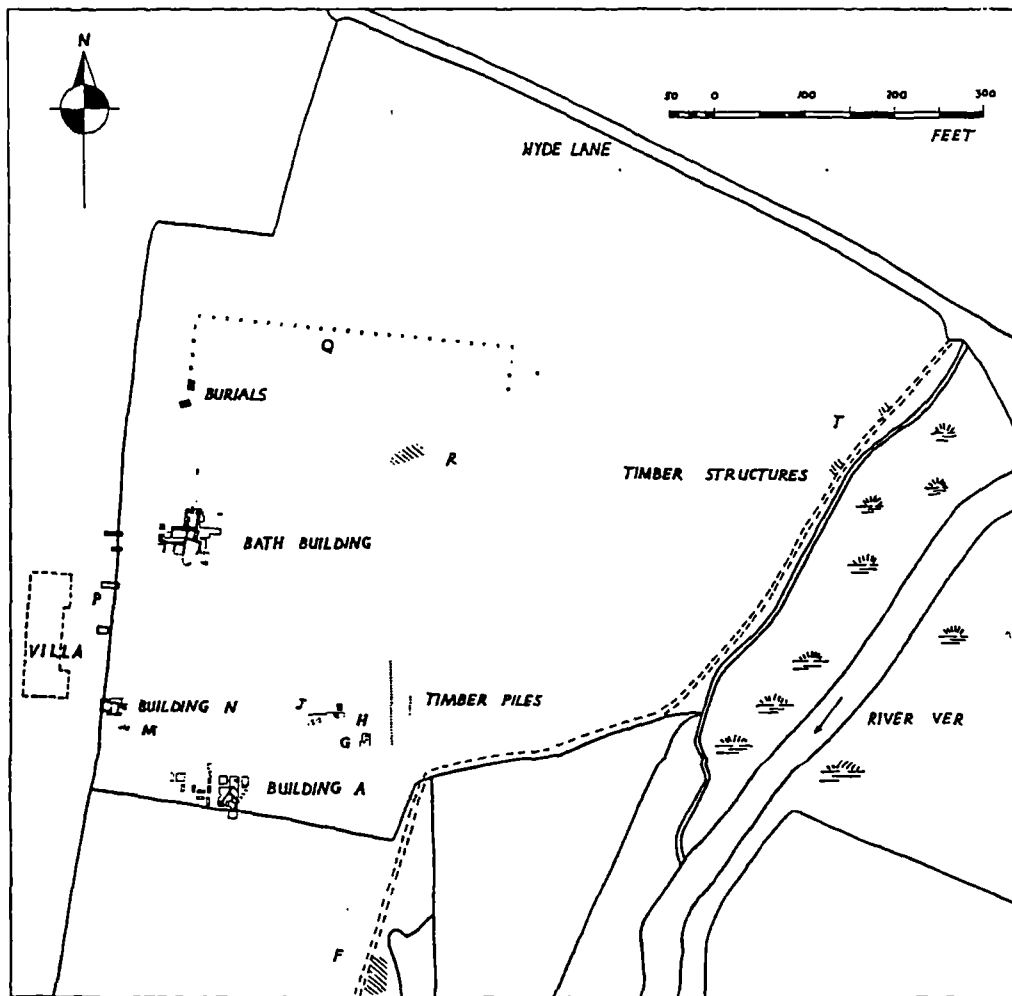 N
50 0 100 200 300
FEET
HYDE LANE
Q
BURIALS
R
T
TIMBER STRUCTURES
BATH BUILDING
P
VILLA
BUILDING N
M
J
H
G
TIMBER PILES
RIVER VER
BUILDING A
F